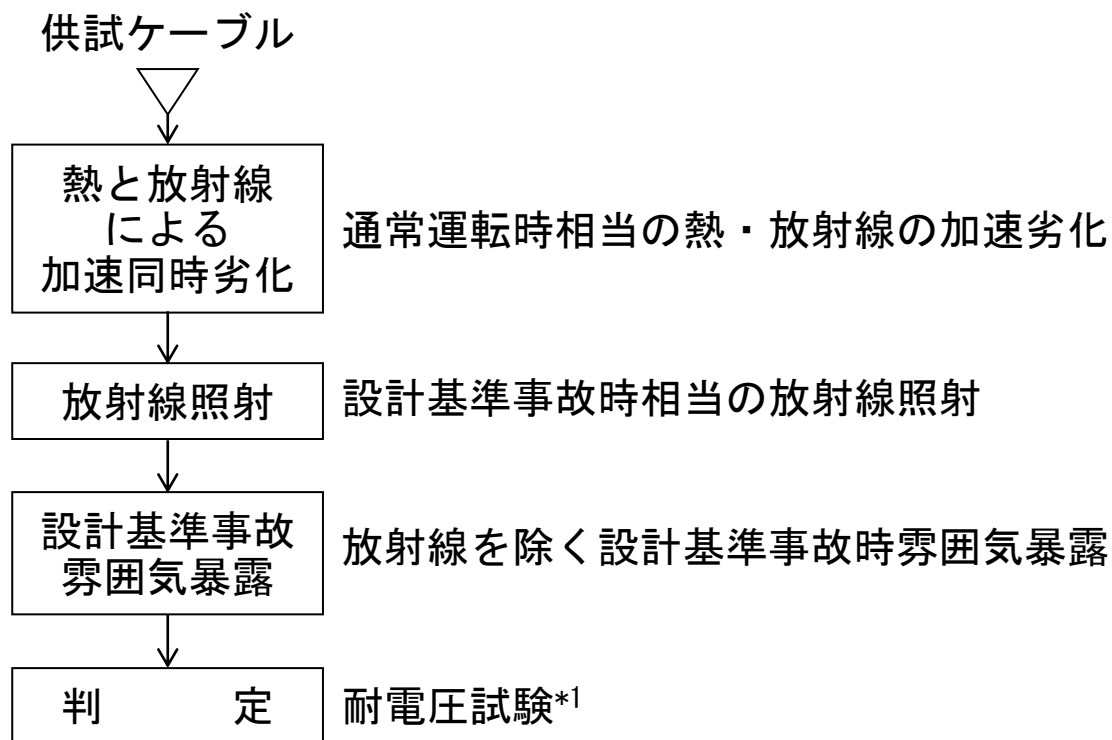 供試ケーブル
熱と放射線
による
加速同時劣化
通常運転時相当の熱・放射線の加速劣化
放射線照射
設計基準事故時相当の放射線照射
設計基準事故
雰囲気暴露
放射線を除く設計基準事故時雰囲気暴露
判　　　定
耐電圧試験*1